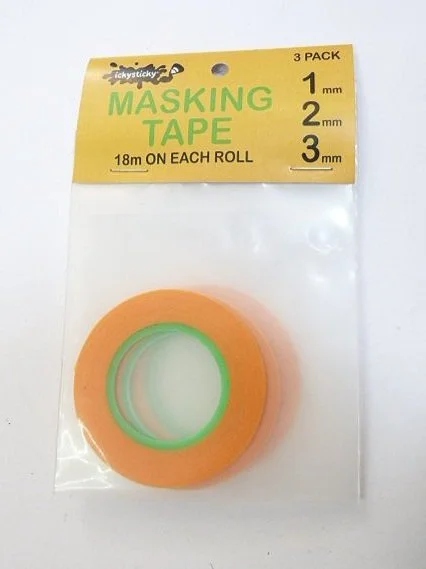 ickysticky
MASKING
TAPE
18m ON EACH ROLL
3 PACK
1mm
2mm
3mm